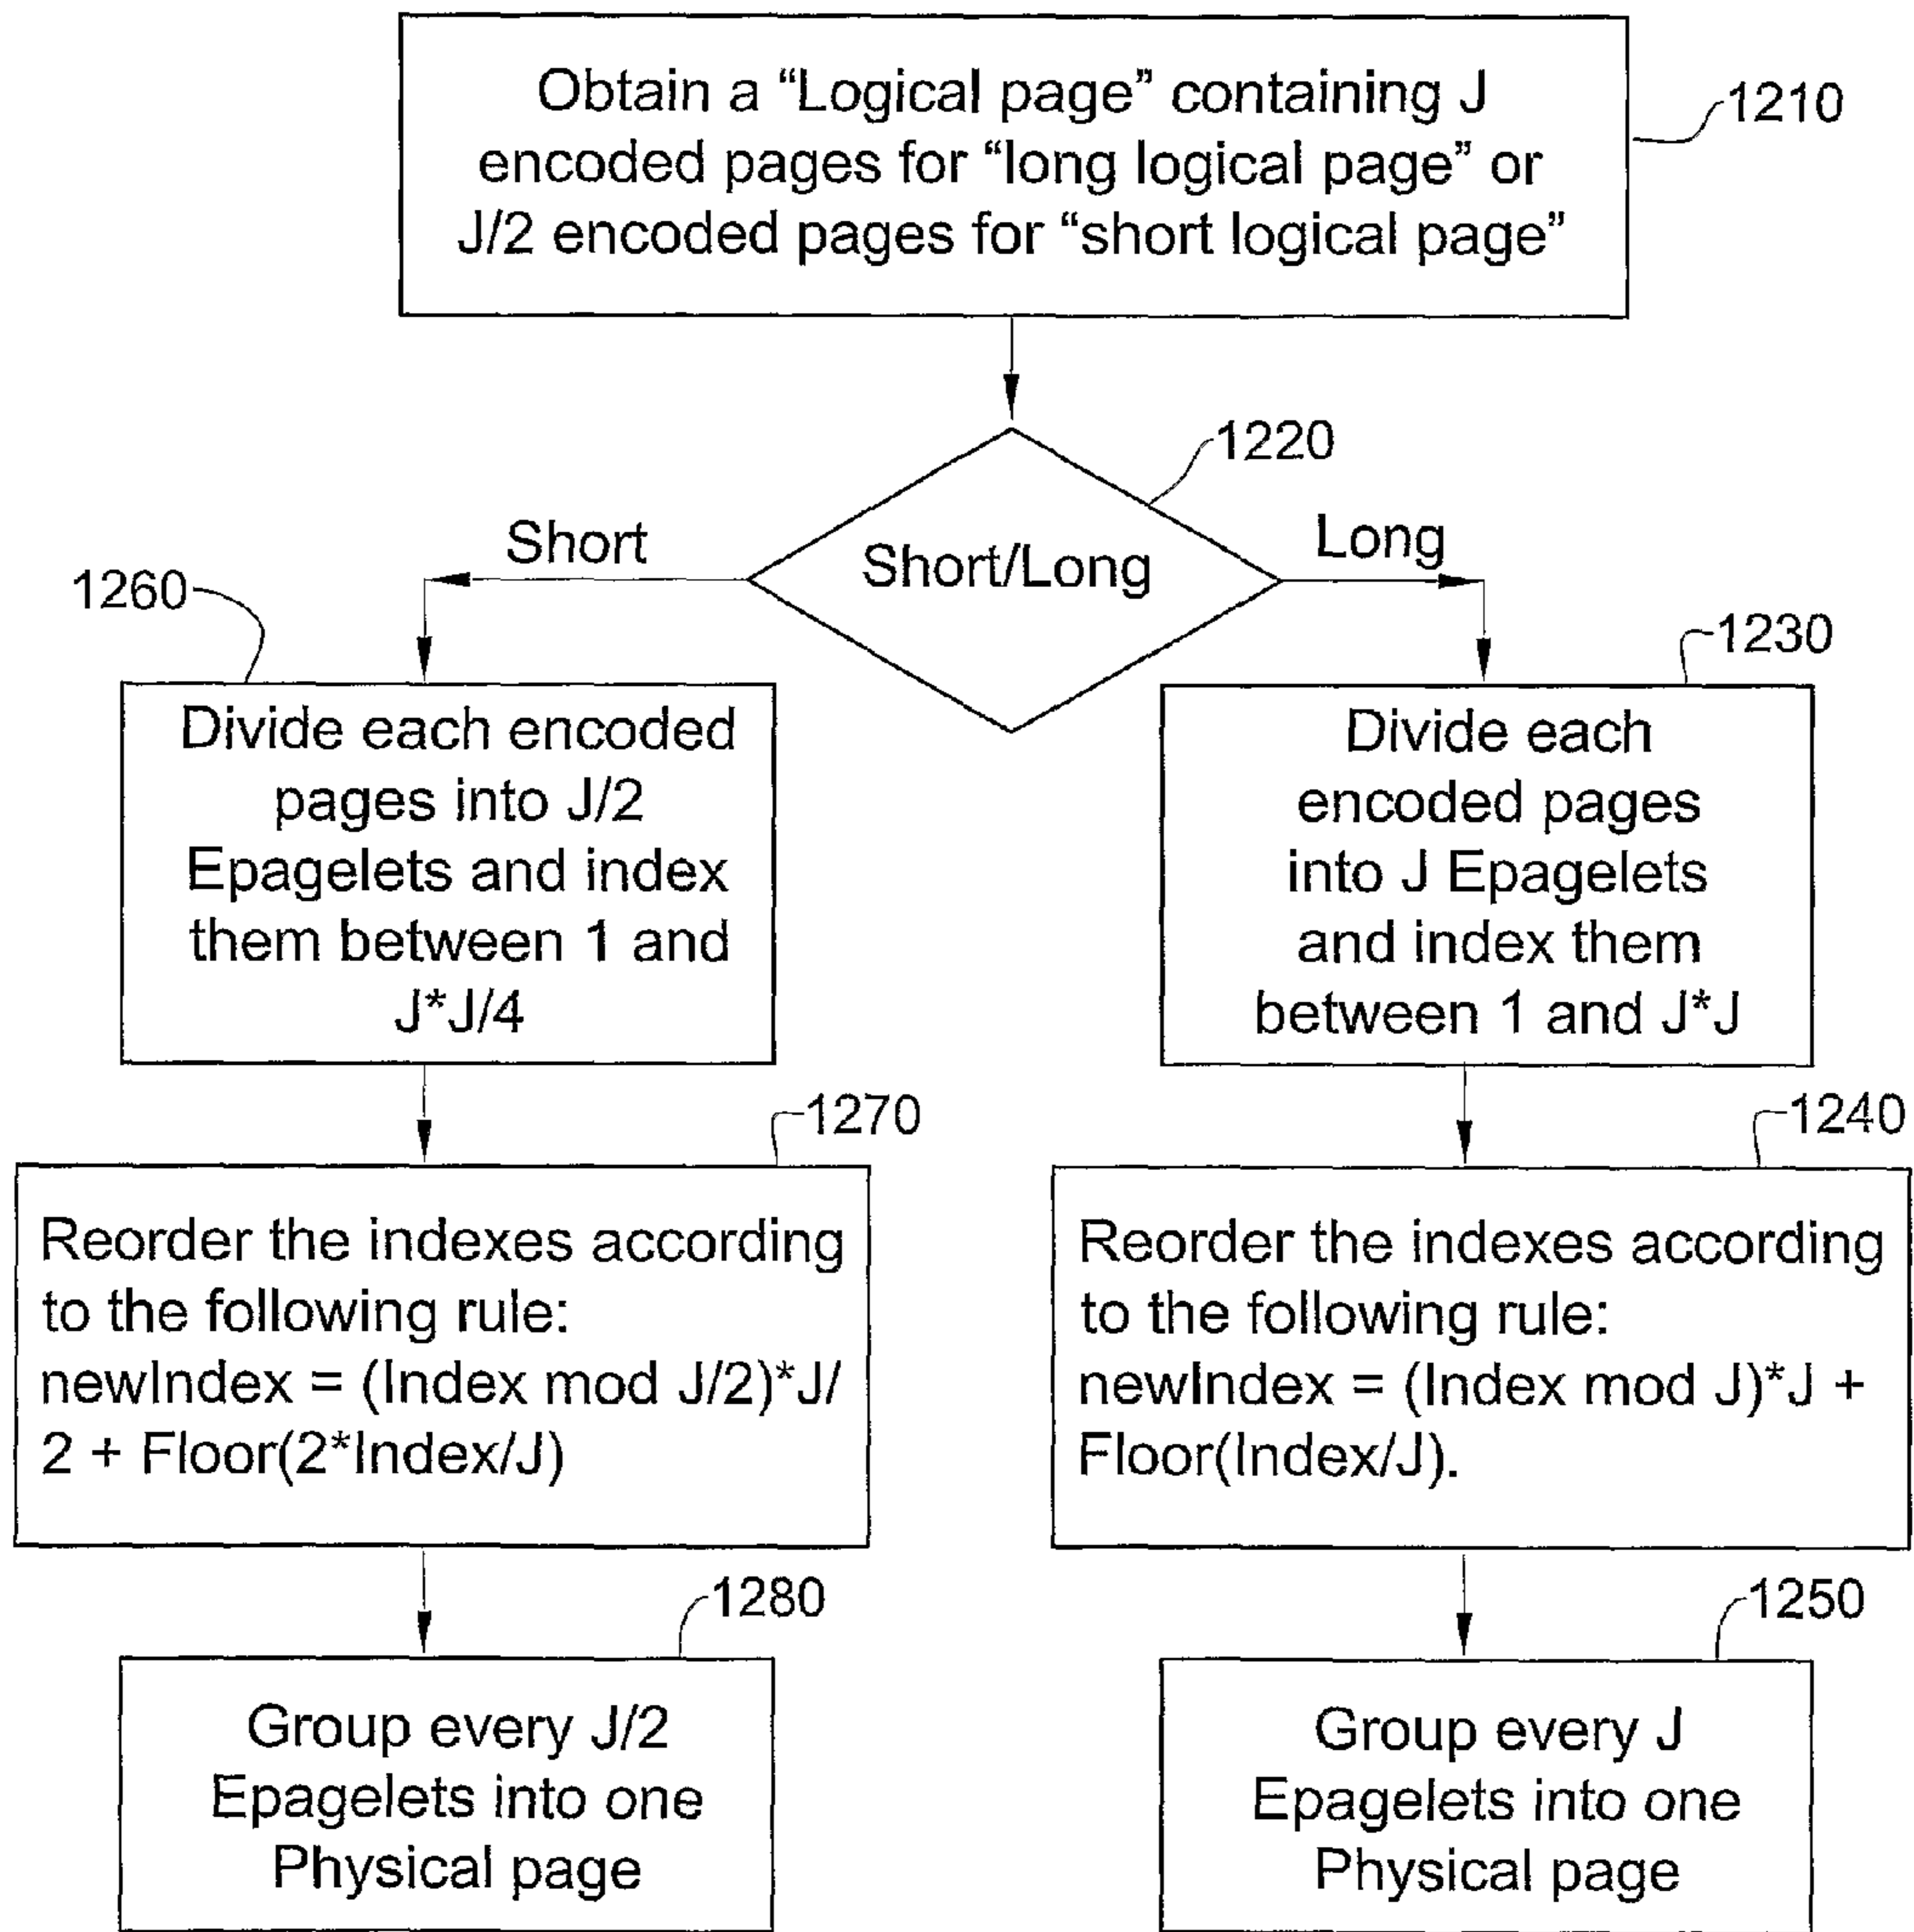 Obtain a “Logical page” containing J
encoded pages for “long logical page” or
J/2 encoded pages for “short logical page”
1210
1220
Short/Long
Short
Long
1260
Divide each encoded
pages into J/2
Epagelets and index
them between 1 and
J*J/4
1230
Divide each
encoded pages
into J Epagelets
and index them
between 1 and J*J
1270
Reorder the indexes according
to the following rule:
newIndex = (Index mod J/2)*J/
2 + Floor(2*Index/J)
1240
Reorder the indexes according
to the following rule:
newIndex = (Index mod J)*J +
Floor(Index/J).
1280
Group every J/2
Epagelets into one
Physical page
1250
Group every J
Epagelets into one
Physical page